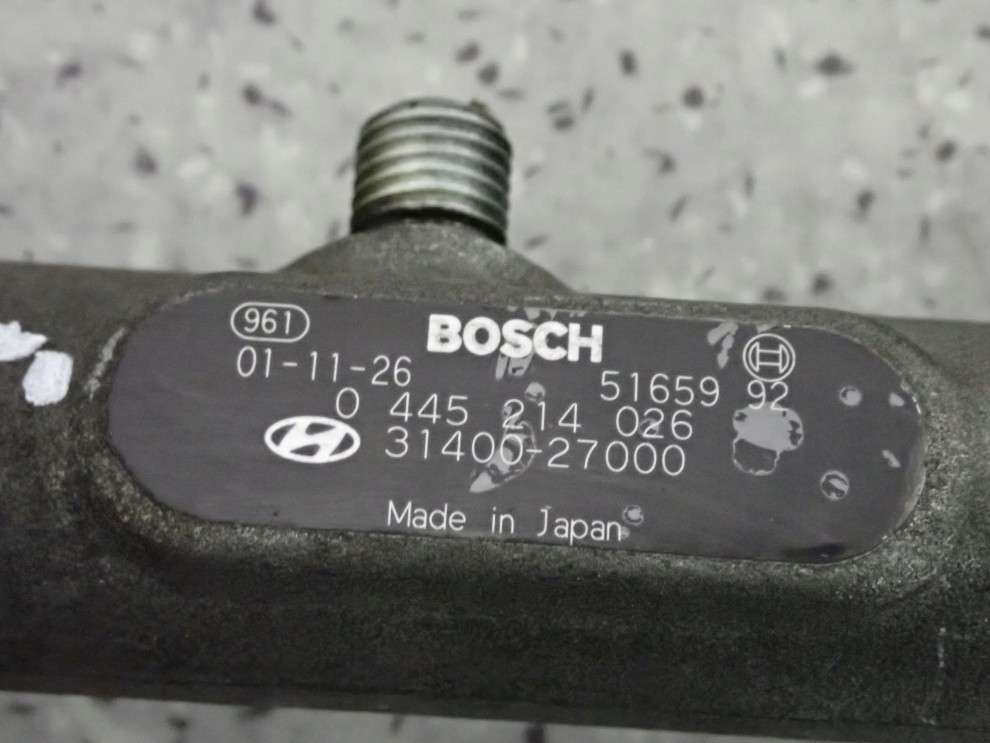 961 BOSCH
01-11-26 51659 92
0 445 214 026
31400-27000
Made in Japan